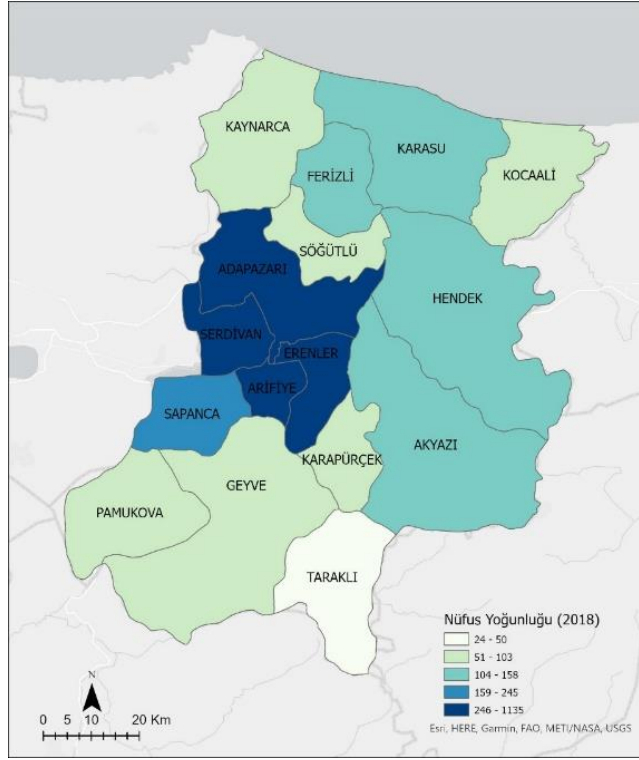 KAYNARCA
KARASU
FERİZLİ
KOCAALİ
SÖĞÜTLÜ
ADAPAZARI
HENDEK
SERDİVAN
ERENLER
ARİFİYE
SAPANCA
AKYAZI
KARAPÜRÇEK
GEYVE
PAMUKOVA
TARAKLI
Nüfus Yoğunluğu (2018)
24 - 50
51 - 103
104 - 158
159 - 245
246 - 1135
N
0 5 10 20 Km
Esri, HERE, Garmin, FAO, METI/NASA, USGS